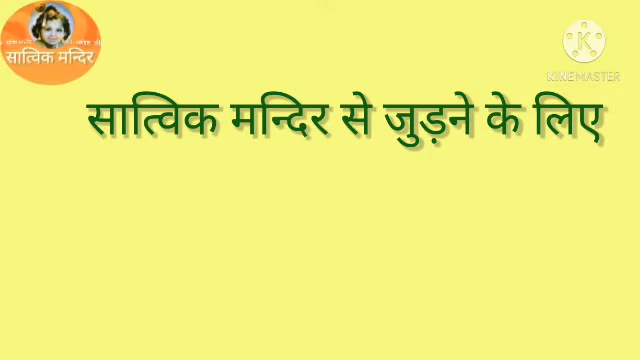 सात्विक मन्दिर
KINEMASTER
सात्विक मन्दिर से जुड़ने के लिए